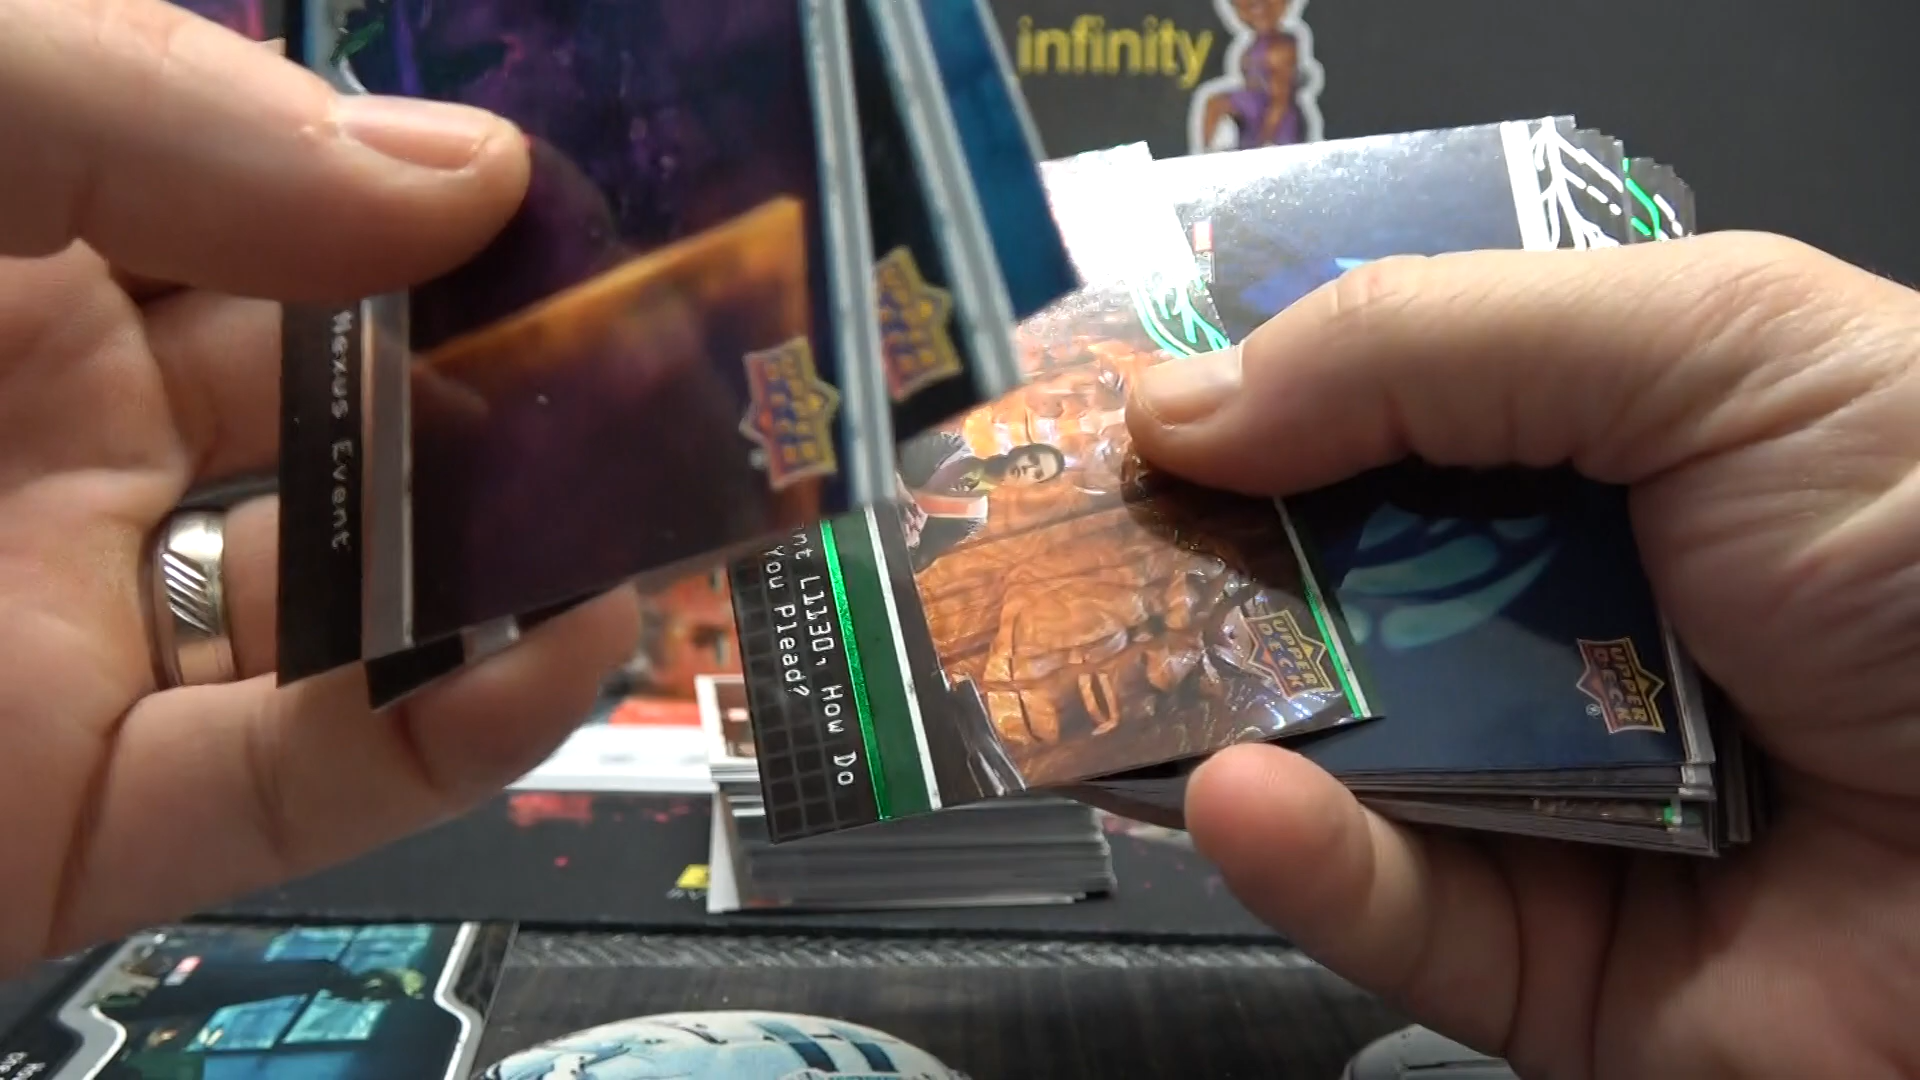 infinity
Nexus Event
UPPER
DECK
UPPER
DECK
nt L1130, How Do
You Plead?
UPPER
DECK
UPPER
DECK